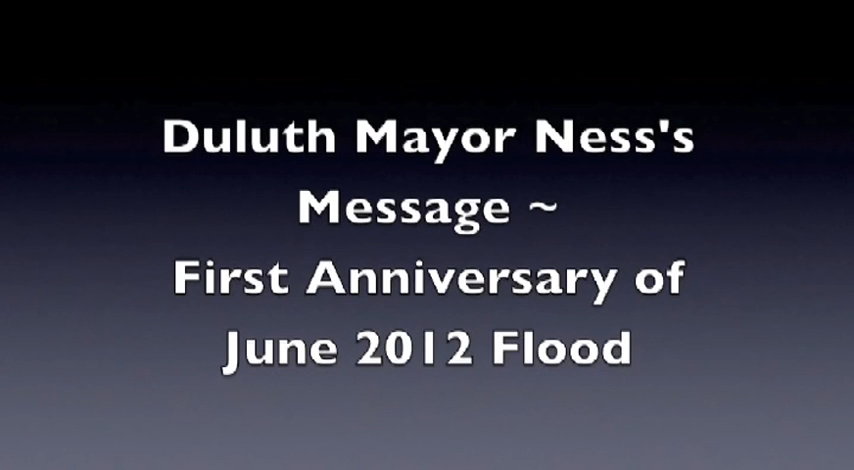 Duluth Mayor Ness's
Message ~
First Anniversary of
June 2012 Flood